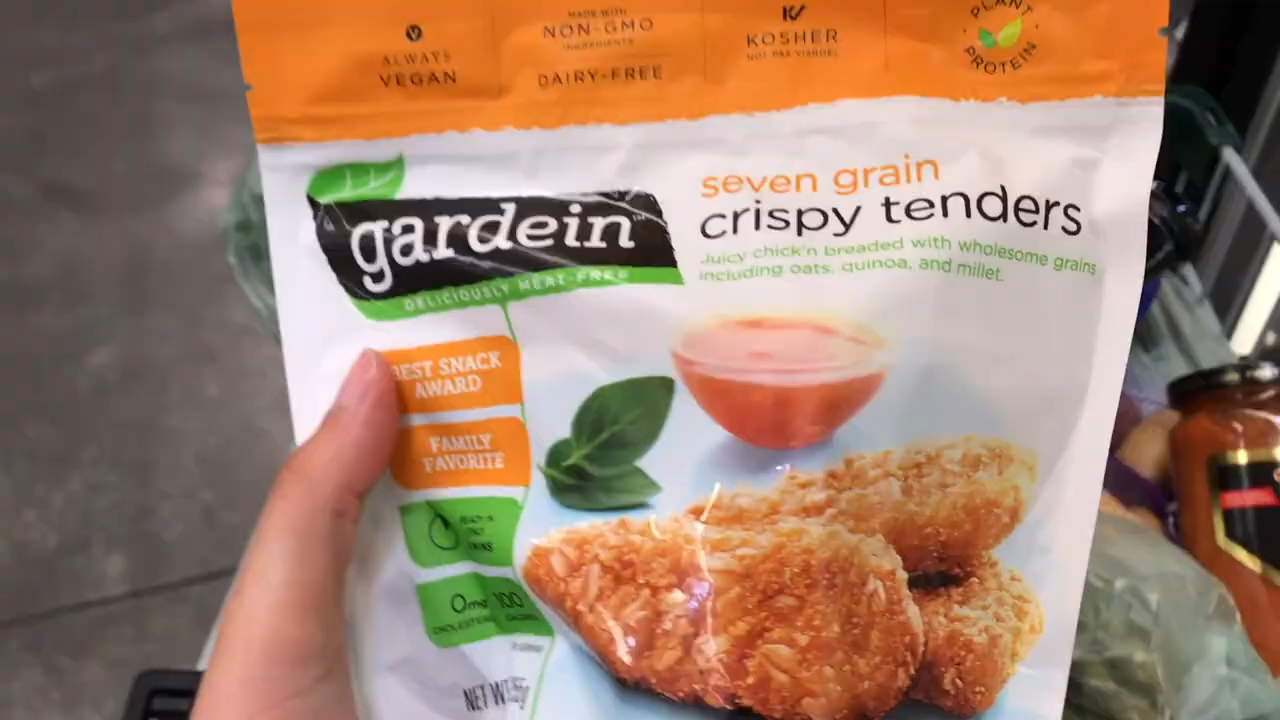 ALWAYS
VEGAN
MADE WITH
NON-GMO
INGREDIENTS
DAIRY-FREE
KOSHER
PLANT
PROTEIN
gardein™
DELICIOUSLY MEAT-FREE
seven grain
crispy tenders
Juicy chick'n breaded with wholesome grains
including oats, quinoa, and millet.
BEST SNACK
AWARD
FAMILY
FAVORITE
0mg
CHOLESTEROL
100
NET WT